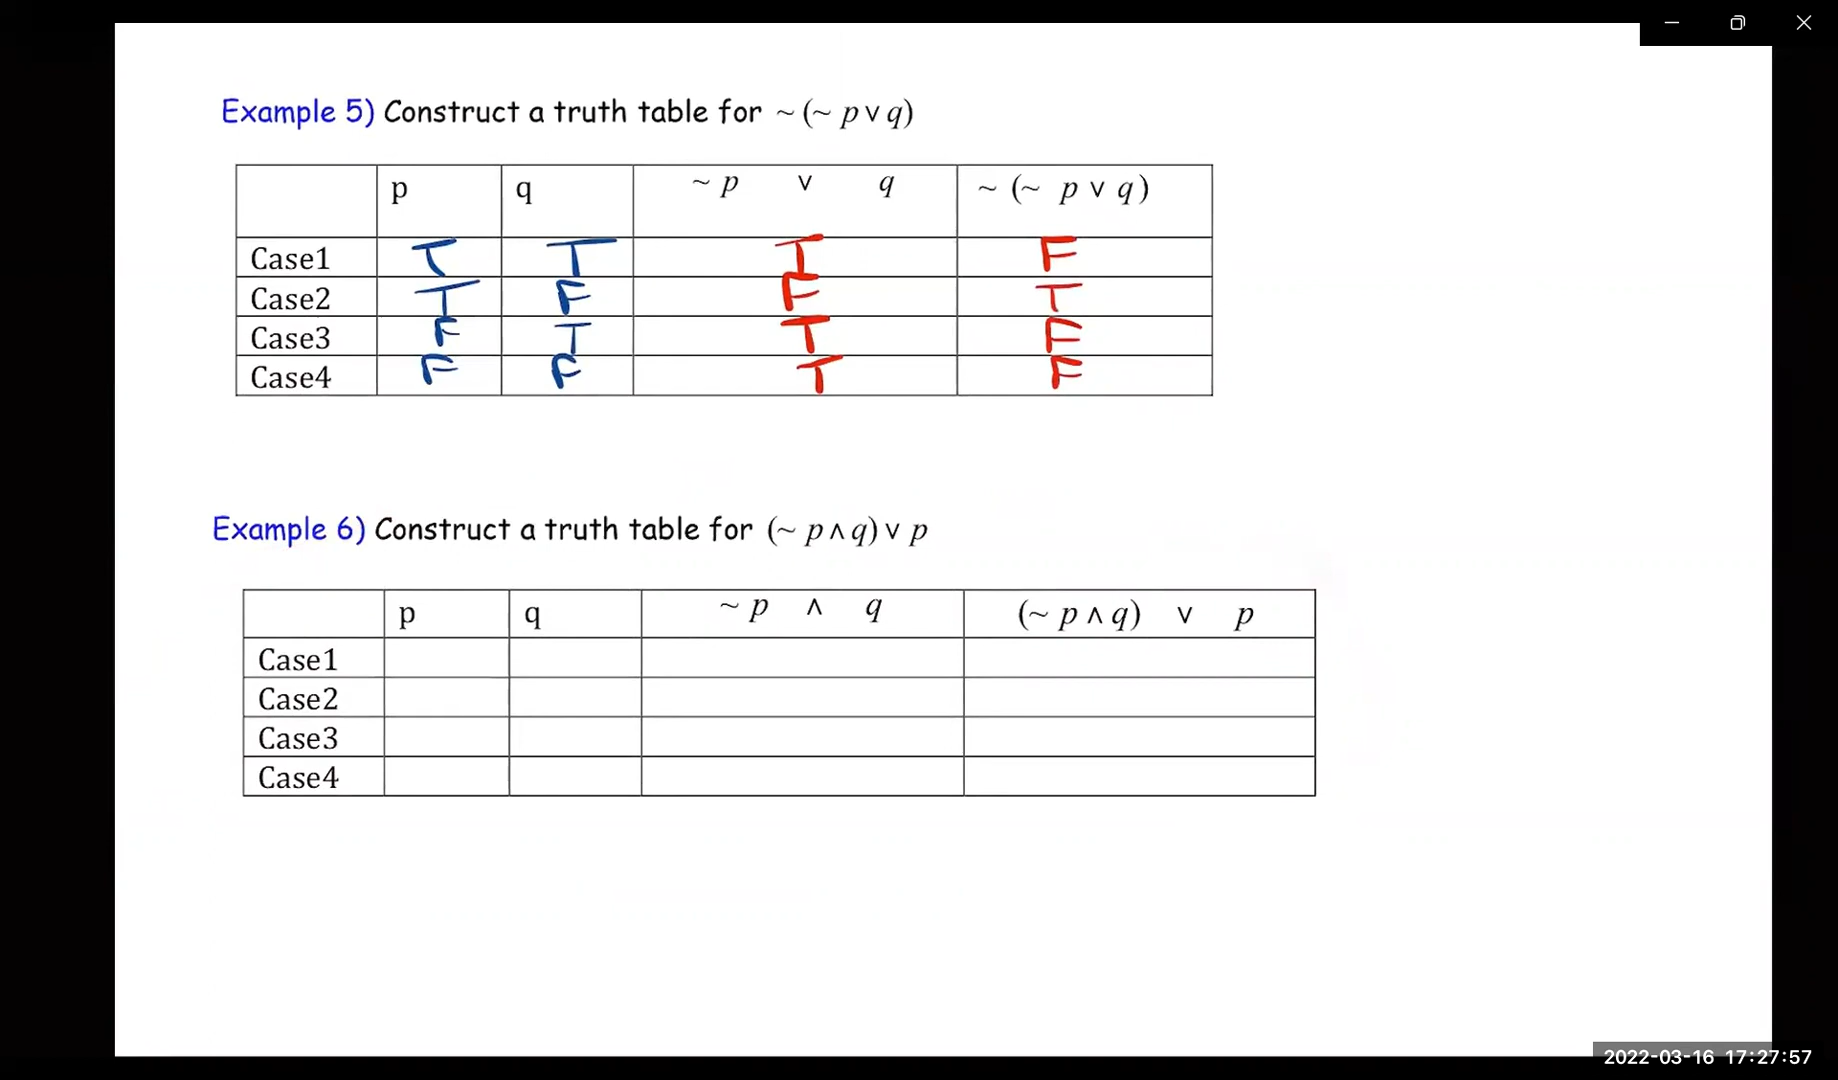 Example 5) Construct a truth table for ~ (~ p ∨ q)
p q ~ p ∨ q ~ (~ p ∨ q)
Case1 T T T F
Case2 T F F T
Case3 F T T F
Case4 F F T F
Example 6) Construct a truth table for (~ p ∧ q) ∨ p
p q ~ p ∧ q (~ p ∧ q) ∨ p
Case1
Case2
Case3
Case4
2022-03-16 17:27:57